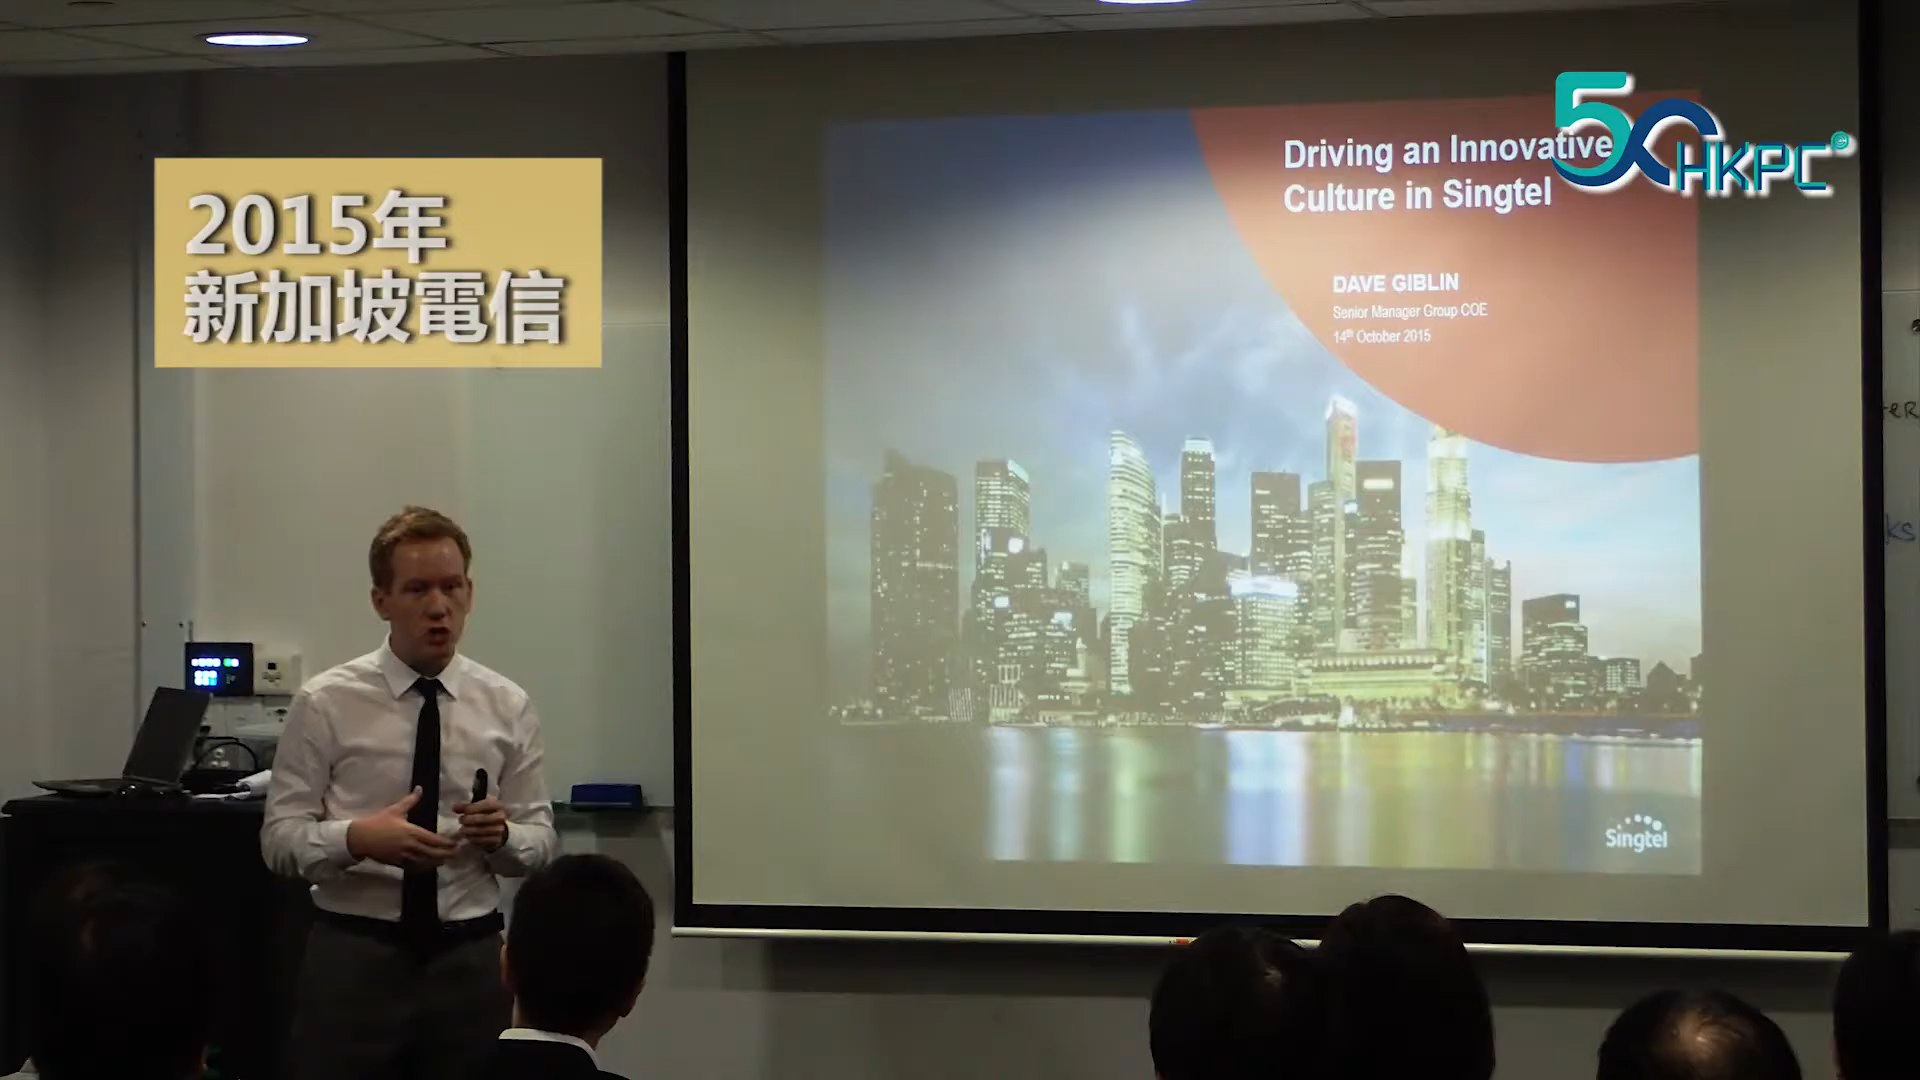 2015年
新加坡電信
Driving an Innovative
Culture in Singtel
DAVE GIBLIN
Senior Manager Group COE
14th October 2015
Singtel
50 HKPC